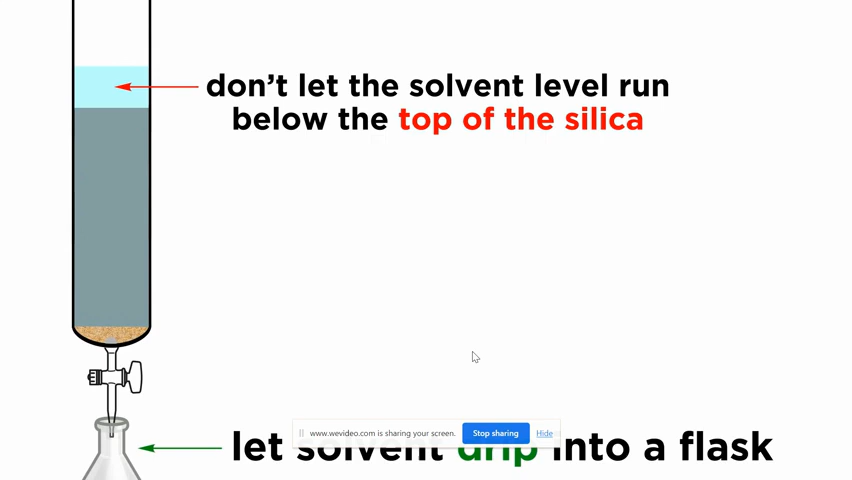 don't let the solvent level run
below the top of the silica
www.wevideo.com is sharing your screen.
Stop sharing
Hide
let solvent drip into a flask